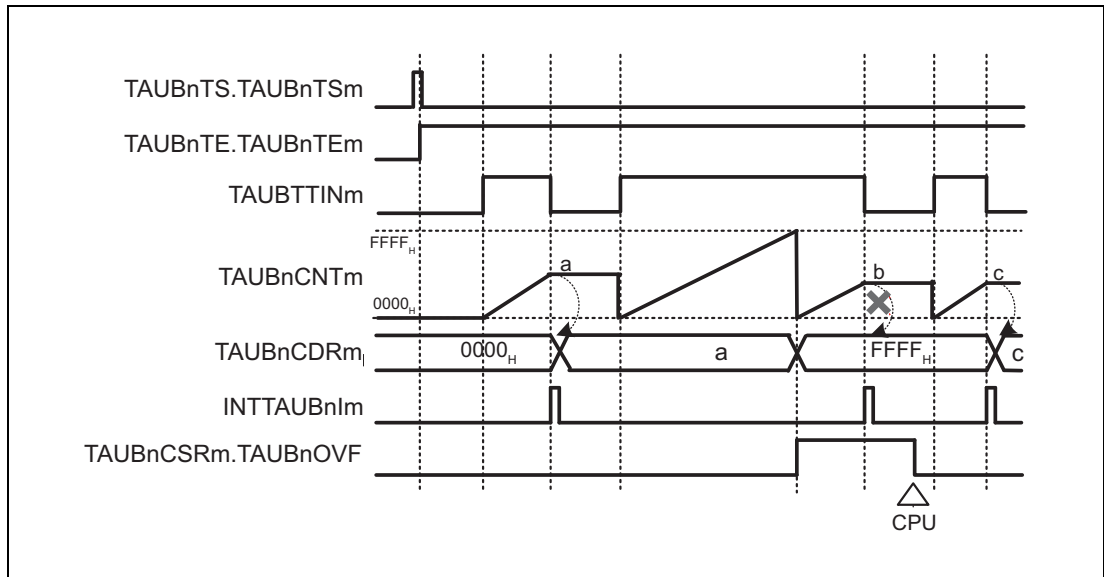 TAUBnTS.TAUBnTSm
TAUBnTE.TAUBnTEm
TAUBTTINm
FFFFH
TAUBnCNTm
a
b
c
0000H
TAUBnCDRm
0000H
a
FFFFH
c
INTTAUBnIm
TAUBnCSRm.TAUBnOVF
CPU